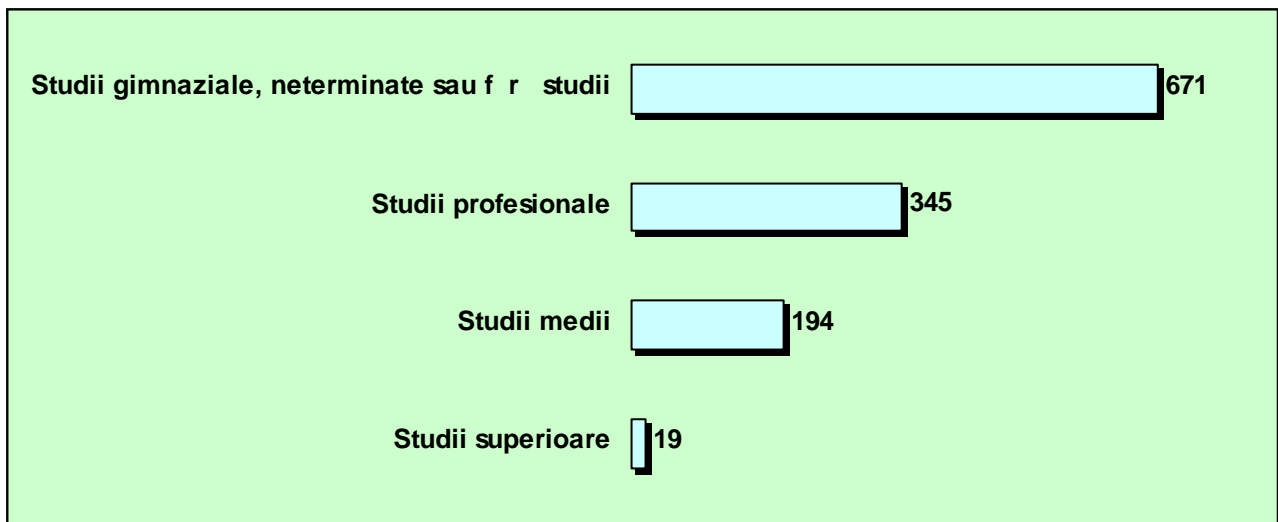 Studii gimnaziale, neterminate sau f r studii 671
Studii profesionale 345
Studii medii 194
Studii superioare 19